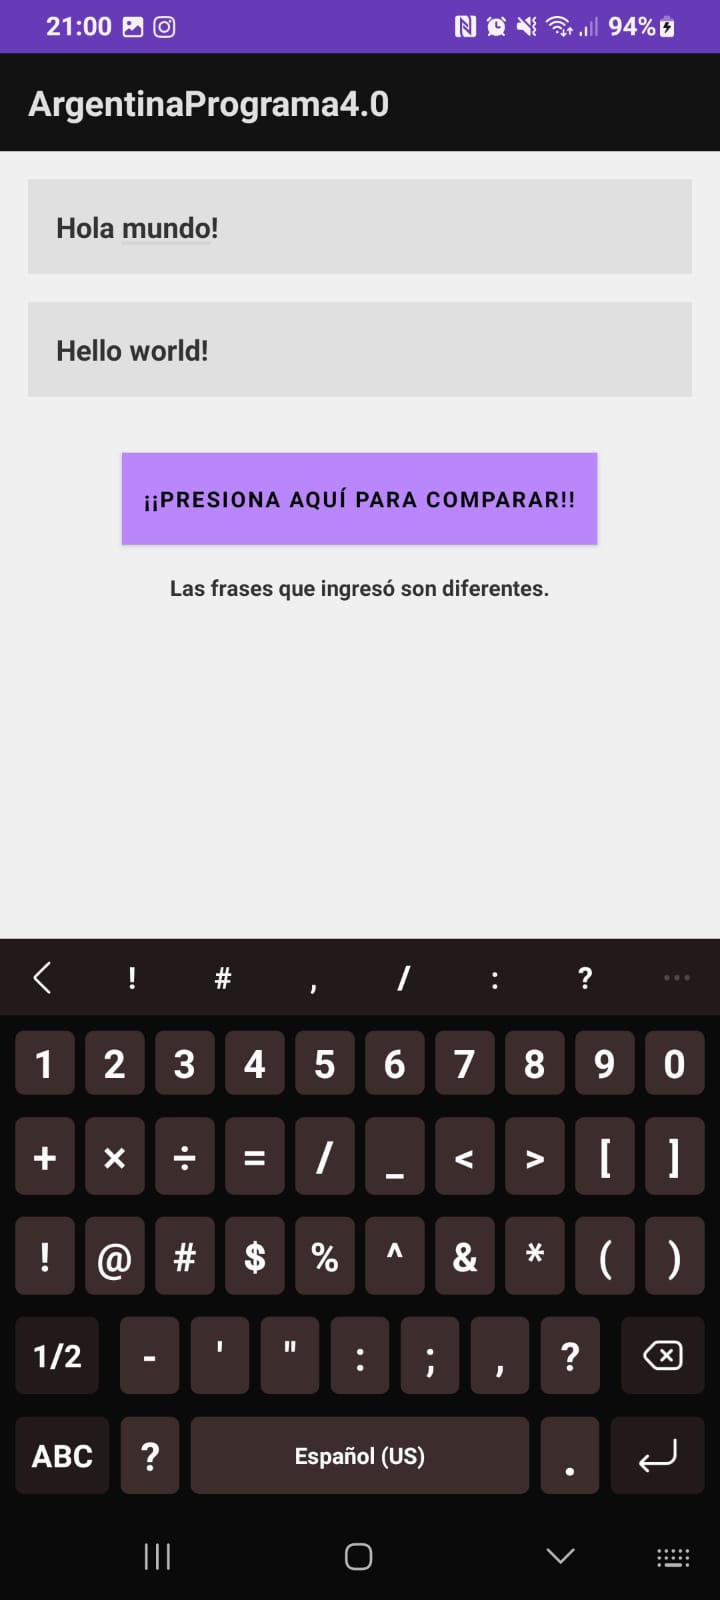 21:00 94%
ArgentinaPrograma4.0
Hola mundo!
Hello world!
¡¡PRESIONA AQUÍ PARA COMPARAR!!
Las frases que ingresó son diferentes.
! # , / : ? ...
1 2 3 4 5 6 7 8 9 0
+ × ÷ = / _ < > [ ]
! @ # $ % ^ & * ( )
1/2 - ' " : ; , ?
ABC ? Español (US) .